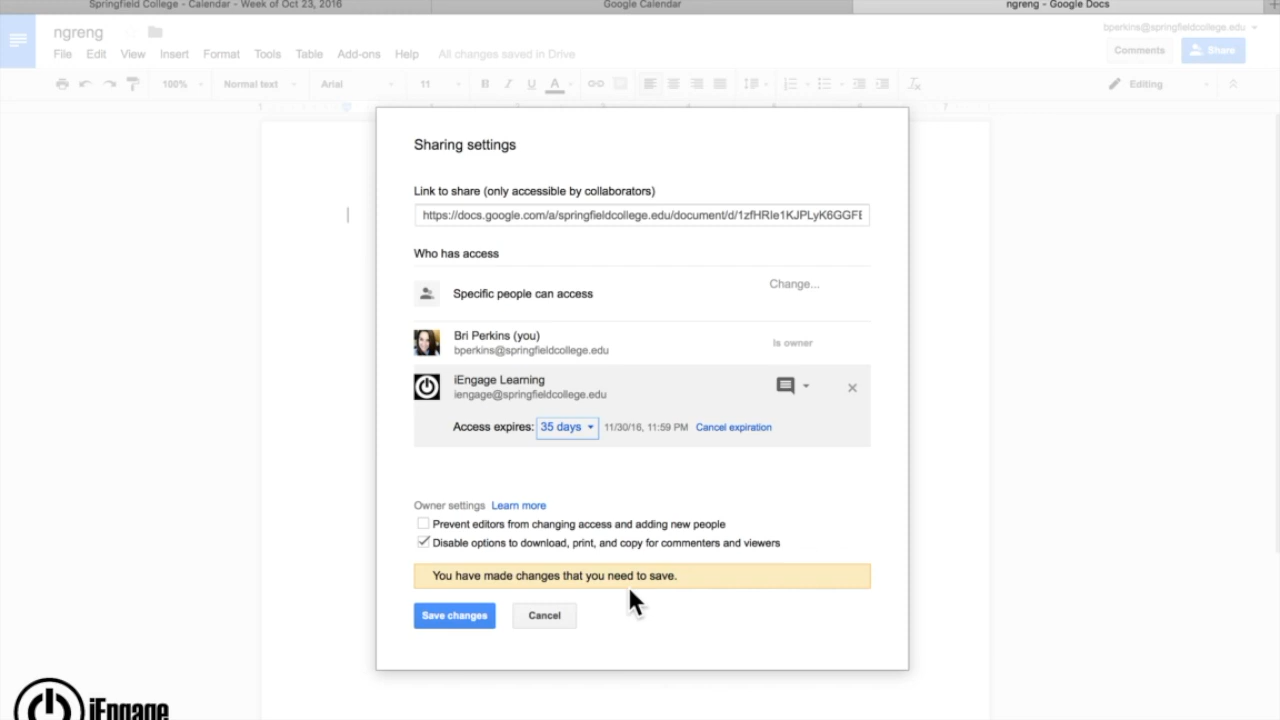 Springfield College - Calendar - Week of Oct 23, 2016
Google Calendar
ngreng - Google Docs
ngreng
bperkins@springfieldcollege.edu
File Edit View Insert Format Tools Table Add-ons Help All changes saved in Drive
Comments
Share
100% Normal text Arial 11 B I U A Editing
Sharing settings
Link to share (only accessible by collaborators)
https://docs.google.com/a/springfieldcollege.edu/document/d/1zfHRIe1KJPLyK6GGFE
Who has access
Specific people can access
Change...
Bri Perkins (you)
bperkins@springfieldcollege.edu
Is owner
iEngage Learning
iengage@springfieldcollege.edu
Access expires: 35 days 11/30/16, 11:59 PM Cancel expiration
Owner settings Learn more
Prevent editors from changing access and adding new people
Disable options to download, print, and copy for commenters and viewers
You have made changes that you need to save.
Save changes
Cancel
iEngage